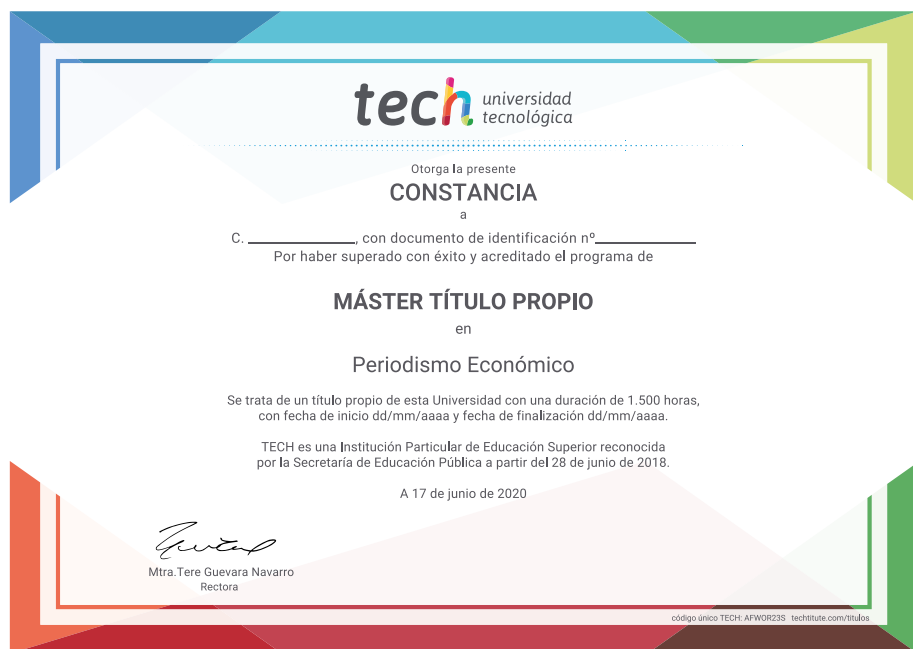 tech universidad
tecnológica
Otorga la presente
CONSTANCIA
a
C. ____________, con documento de identificación nº____________
Por haber superado con éxito y acreditado el programa de
MÁSTER TÍTULO PROPIO
en
Periodismo Económico
Se trata de un título propio de esta Universidad con una duración de 1.500 horas,
con fecha de inicio dd/mm/aaaa y fecha de finalización dd/mm/aaaa.
TECH es una Institución Particular de Educación Superior reconocida
por la Secretaría de Educación Pública a partir del 28 de junio de 2018.
A 17 de junio de 2020
Mtra.Tere Guevara Navarro
Rectora
código único TECH: AFWOR23S techtitute.com/titulos